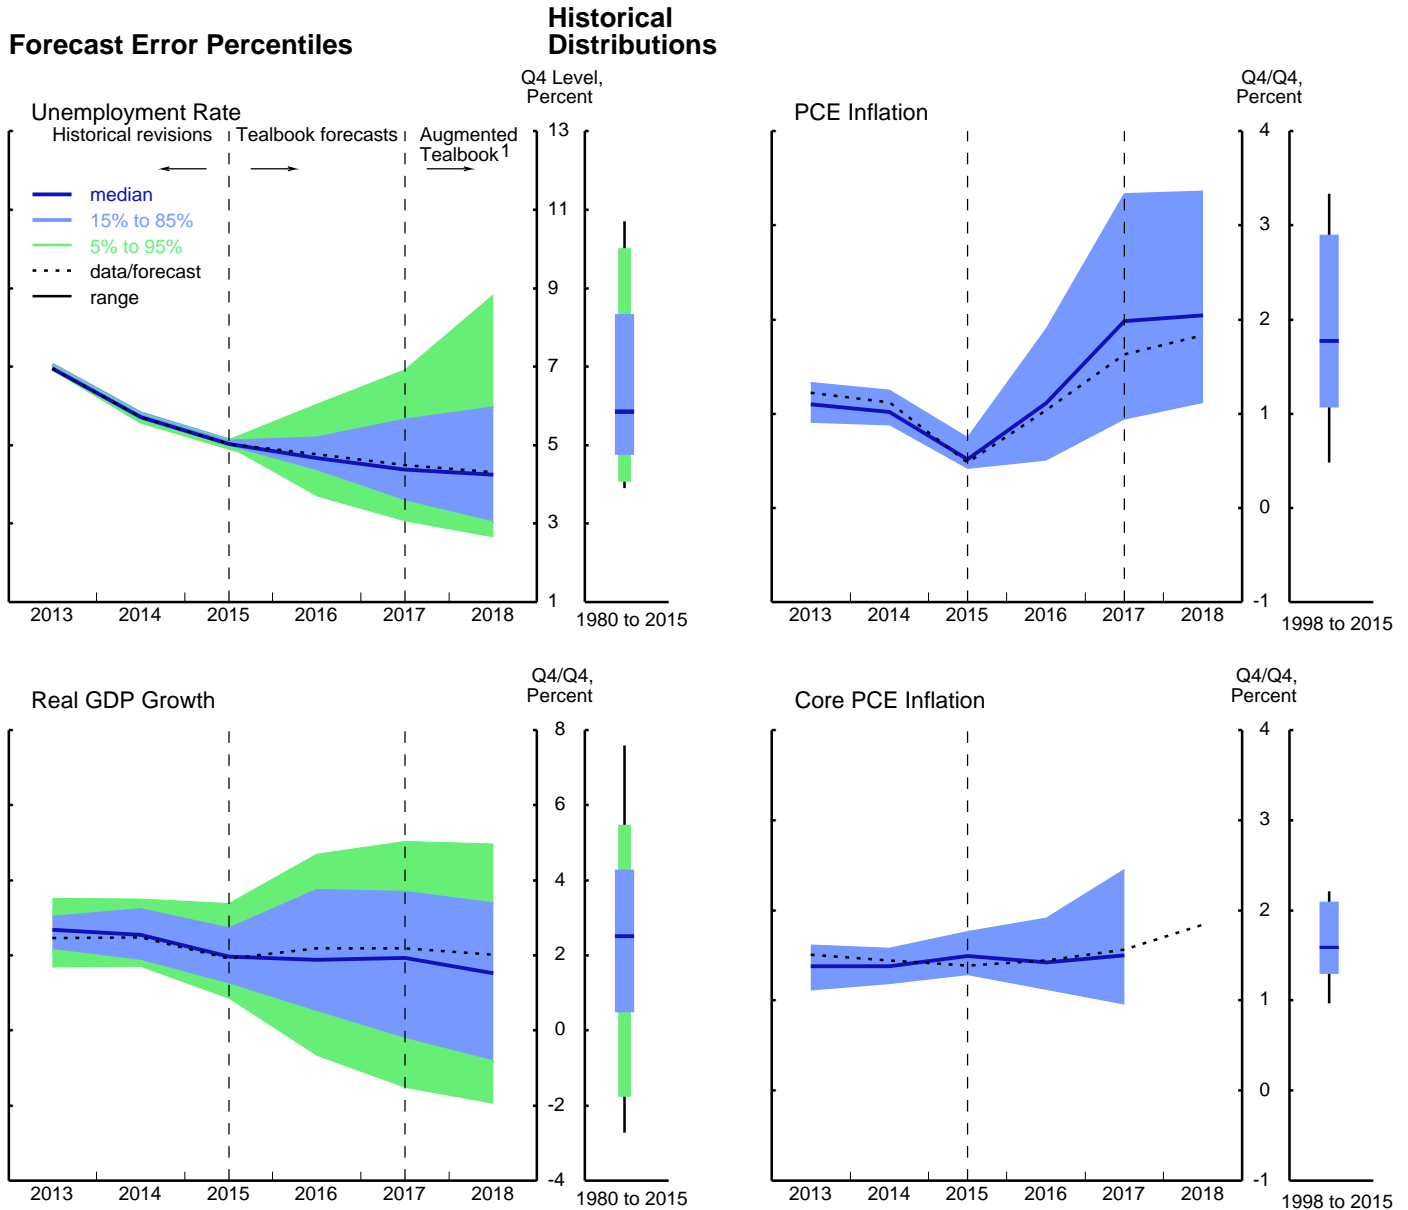 Forecast Error Percentiles
Historical
Distributions
Unemployment Rate
Q4 Level,
Percent
Historical revisions
Tealbook forecasts
Augmented
Tealbook1
median
15% to 85%
5% to 95%
data/forecast
range
13
11
9
7
5
3
1
2013
2014
2015
2016
2017
2018
1980 to 2015
PCE Inflation
Q4/Q4,
Percent
4
3
2
1
0
-1
2013
2014
2015
2016
2017
2018
1998 to 2015
Real GDP Growth
Q4/Q4,
Percent
8
6
4
2
0
-2
-4
2013
2014
2015
2016
2017
2018
1980 to 2015
Core PCE Inflation
Q4/Q4,
Percent
4
3
2
1
0
-1
2013
2014
2015
2016
2017
2018
1998 to 2015